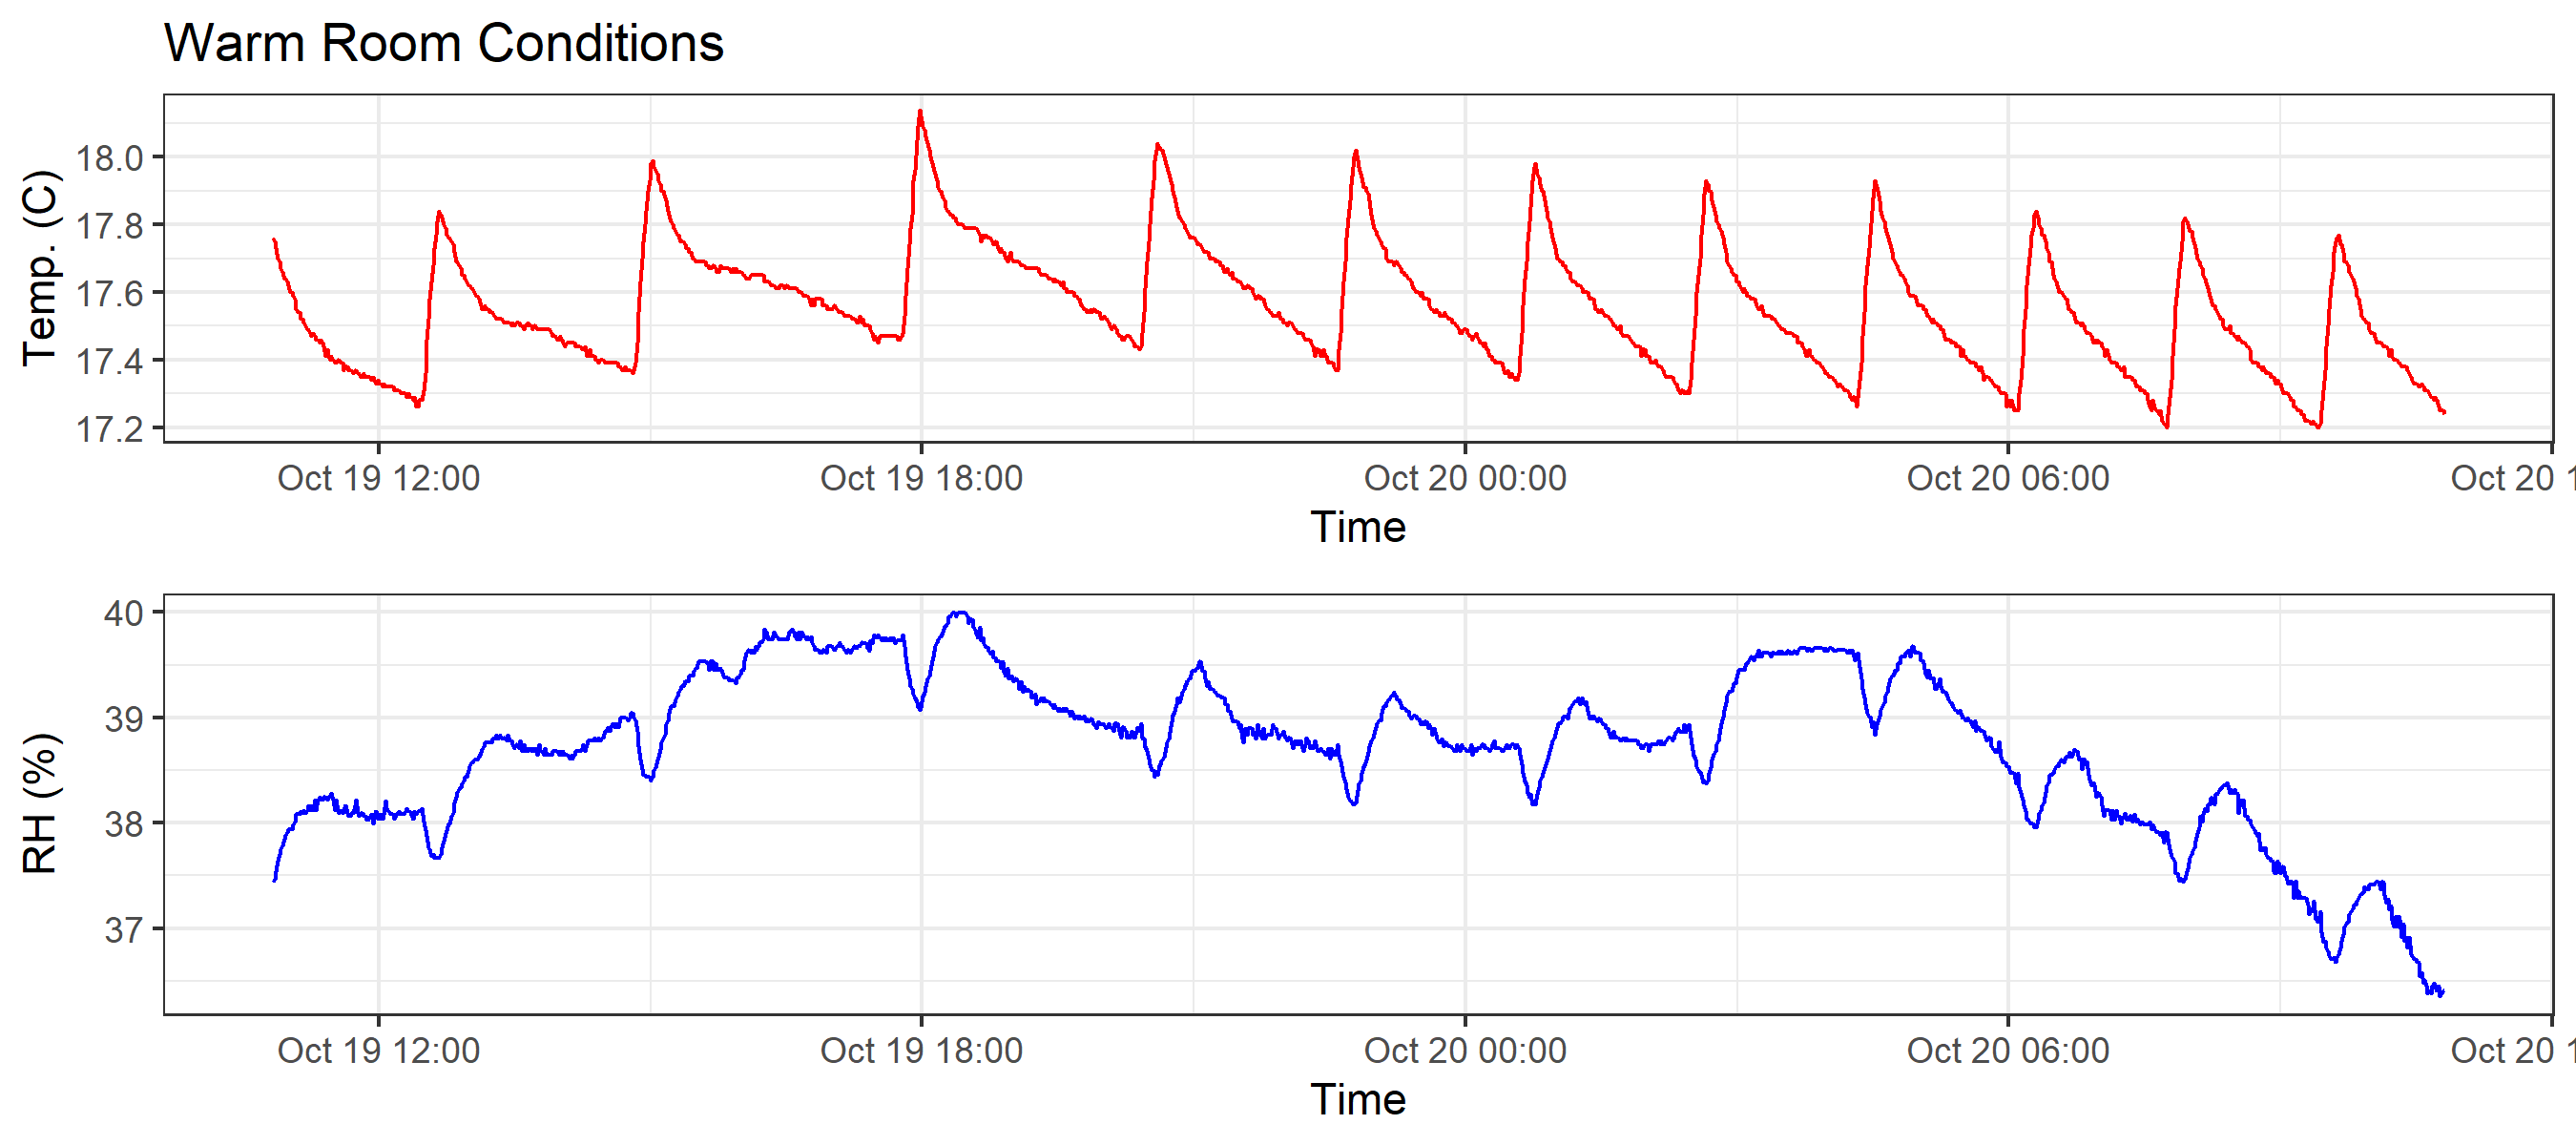 Warm Room Conditions
Temp. (C)
18.0
17.8
17.6
17.4
17.2
Oct 19 12:00 Oct 19 18:00 Oct 20 00:00 Oct 20 06:00 Oct 20 1
Time
RH (%)
40
39
38
37
Oct 19 12:00 Oct 19 18:00 Oct 20 00:00 Oct 20 06:00 Oct 20 1
Time